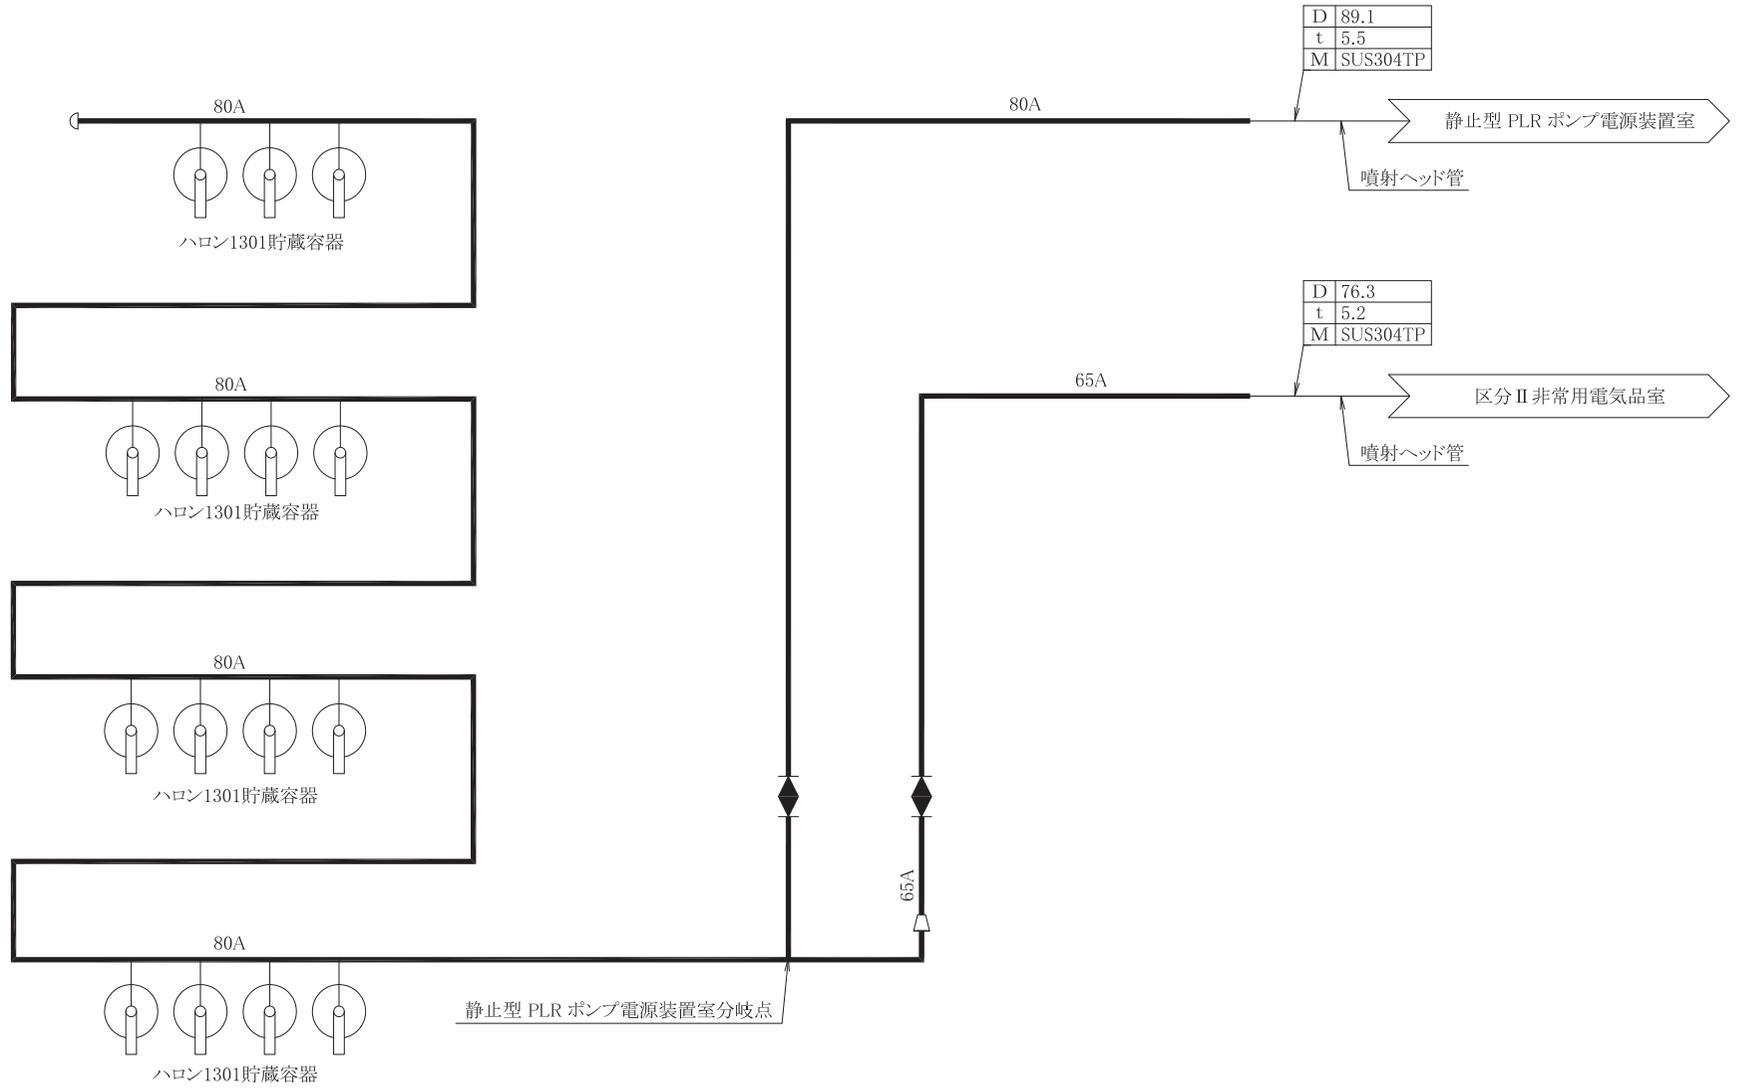 D 89.1
t 5.5
M SUS304TP
80A
80A
静止型 PLR ポンプ電源装置室
噴射ヘッド管
ハロン1301貯蔵容器
D 76.3
t 5.2
M SUS304TP
80A
65A
区分Ⅱ非常用電気品室
噴射ヘッド管
ハロン1301貯蔵容器
80A
ハロン1301貯蔵容器
65A
80A
静止型 PLR ポンプ電源装置室分岐点
ハロン1301貯蔵容器